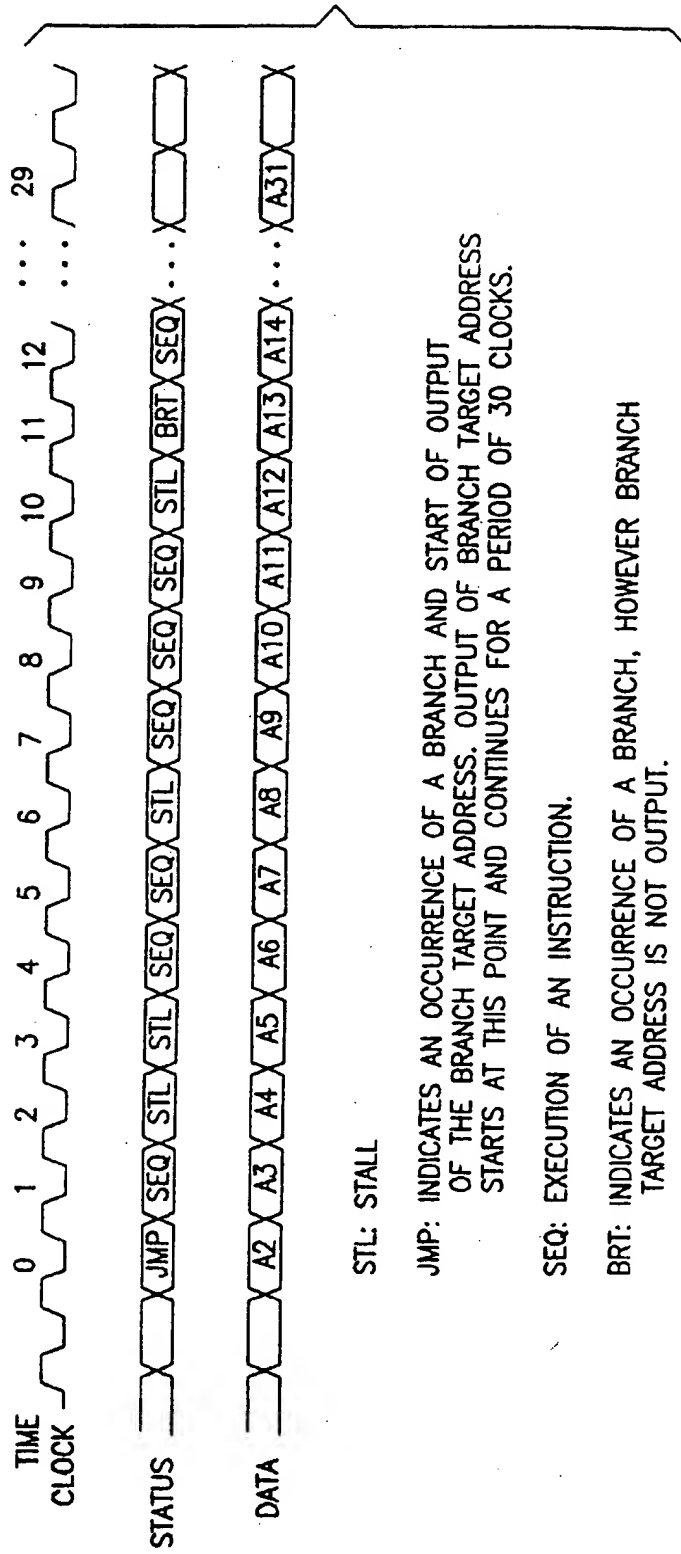 TIME 0 1 2 3 4 5 6 7 8 9 10 11 12 ... 29
CLOCK ...
STATUS JMP SEQ STL STL SEQ SEQ STL SEQ SEQ SEQ STL BRT SEQ ...
DATA A2 A3 A4 A5 A6 A7 A8 A9 A10 A11 A12 A13 A14 ... A31
STL: STALL
JMP: INDICATES AN OCCURRENCE OF A BRANCH AND START OF OUTPUT
OF THE BRANCH TARGET ADDRESS. OUTPUT OF BRANCH TARGET ADDRESS
STARTS AT THIS POINT AND CONTINUES FOR A PERIOD OF 30 CLOCKS.
SEQ: EXECUTION OF AN INSTRUCTION.
BRT: INDICATES AN OCCURRENCE OF A BRANCH, HOWEVER BRANCH
TARGET ADDRESS IS NOT OUTPUT.